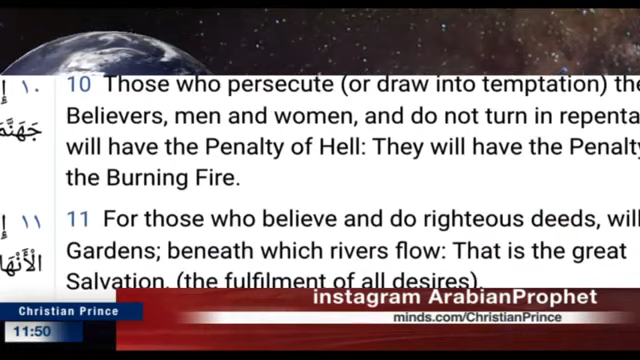 إ ١٠
جَهَنَّمَ
10 Those who persecute (or draw into temptation) the
Believers, men and women, and do not turn in repenta
will have the Penalty of Hell: They will have the Penalty
the Burning Fire.
إ ١١
الْأَنْهَا
11 For those who believe and do righteous deeds, will
Gardens; beneath which rivers flow: That is the great
Salvation, (the fulfilment of all desires)
instagram ArabianProphet
Christian Prince
minds.com/ChristianPrince
11:50